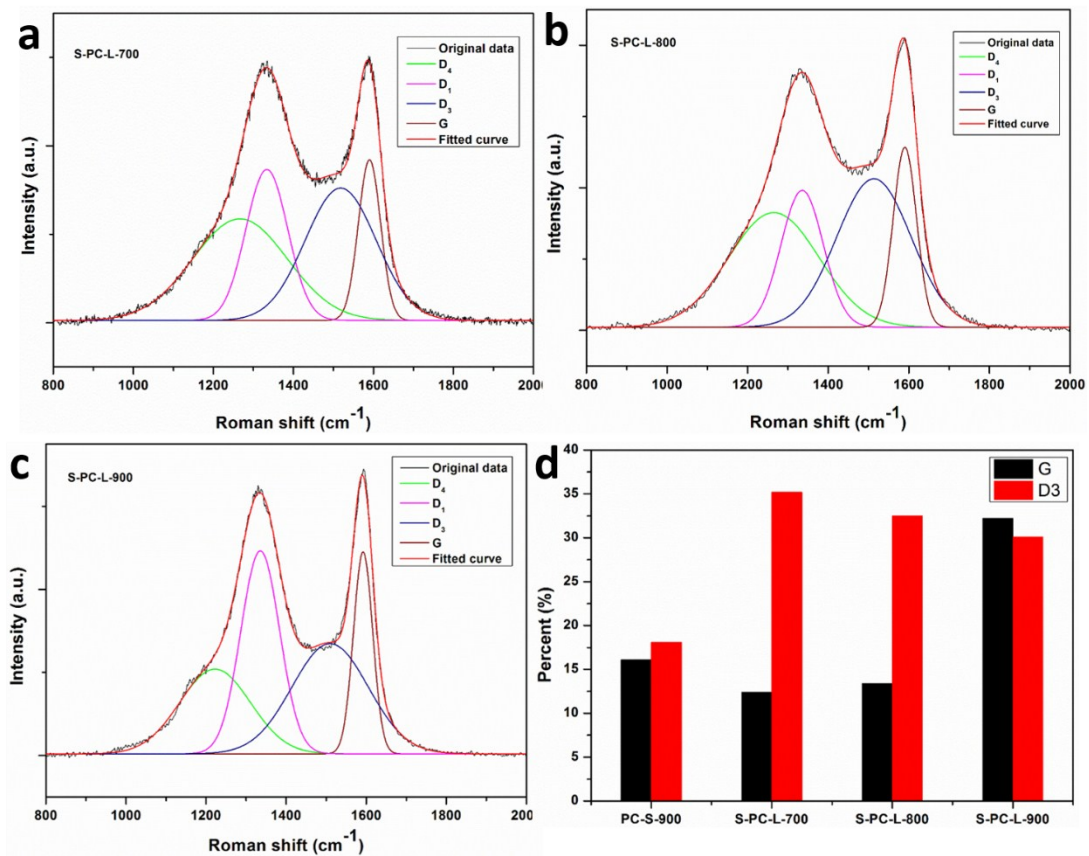 a
S-PC-L-700
Original data
D4
D1
D3
G
Fitted curve
Intensity (a.u.)
800 1000 1200 1400 1600 1800 2000
Roman shift (cm-1)
b
S-PC-L-800
Original data
D4
D1
D3
G
Fitted curve
Intensity (a.u.)
800 1000 1200 1400 1600 1800 2000
Roman shift (cm-1)
c
S-PC-L-900
Original data
D4
D1
D3
G
Fitted curve
Intensity (a.u.)
800 1000 1200 1400 1600 1800 2000
Roman shift (cm-1)
d
G
D3
Percent (%)
40
35
30
25
20
15
10
5
0
PC-S-900 S-PC-L-700 S-PC-L-800 S-PC-L-900